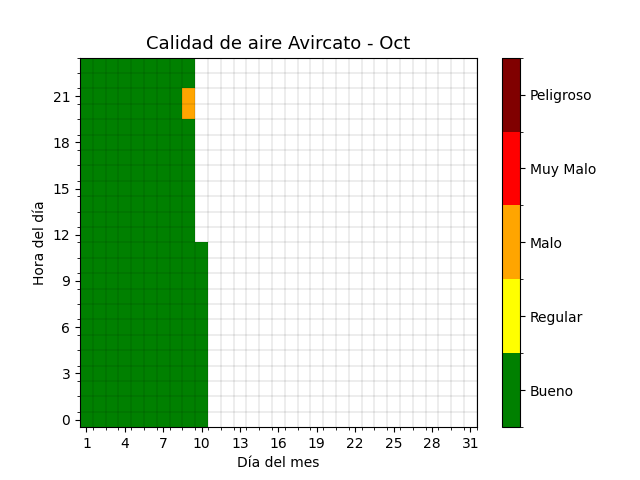 Calidad de aire Avircato - Oct
Hora del día
21
18
15
12
9
6
3
0
1 4 7 10 13 16 19 22 25 28 31
Día del mes
Peligroso
Muy Malo
Malo
Regular
Bueno